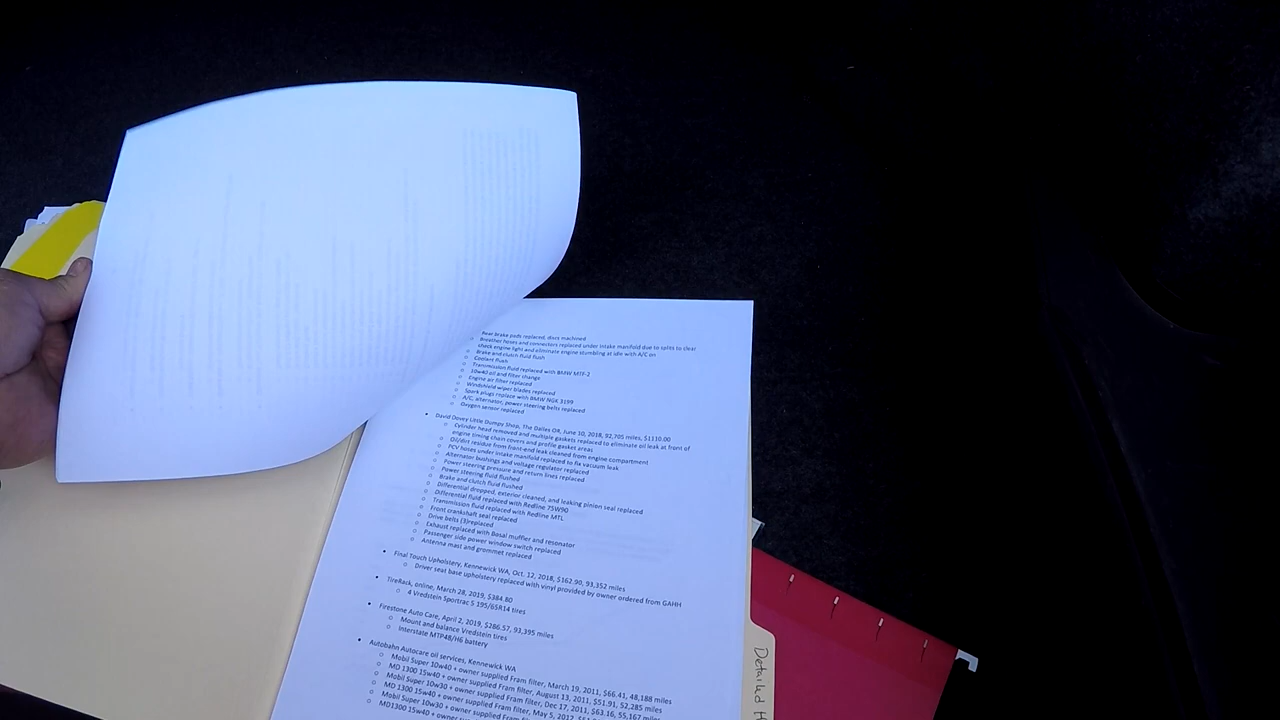 Rear brake pads replaced, discs machined
Breather hoses and connectors replaced under intake manifold due to splits to clear
check engine light and eliminate engine stumbling at idle with A/C on
Brake and clutch fluid flush
Coolant flush
Transmission fluid replaced with BMW MTF-2
10w40 oil and filter change
Engine air filter replaced
Windshield wiper blades replaced
Spark plugs replace with BMW NGK 3199
A/C, alternator, power steering belts replaced
Oxygen sensor replaced
David Dovey Little Dumpy Shop, The Dalles OR, June 10, 2018, 92,705 miles, $1110.00
Cylinder head removed and multiple gaskets replaced to eliminate oil leak at front of
engine timing chain covers and profile gasket areas
Oil/dirt residue from front-end leak cleaned from engine compartment
PCV hoses under intake manifold replaced to fix vacuum leak
Alternator bushings and voltage regulator replaced
Power steering pressure and return lines replaced
Power steering fluid flushed
Brake and clutch fluid flushed
Differential dropped, exterior cleaned, and leaking pinion seal replaced
Differential fluid replaced with Redline 75W90
Transmission fluid replaced with Redline MTL
Front crankshaft seal replaced
Drive belts (3)replaced
Exhaust replaced with Bosal muffler and resonator
Passenger side power window switch replaced
Antenna mast and grommet replaced
Final Touch Upholstery, Kennewick WA, Oct. 12, 2018, $162.90, 93,352 miles
Driver seat base upholstery replaced with vinyl provided by owner ordered from GAHH
TireRack, online, March 28, 2019, $384.80
4 Vredstein Sportrac 5 195/65R14 tires
Firestone Auto Care, April 2, 2019, $286.57, 93,395 miles
Mount and balance Vredstein tires
Interstate MTP48/H6 battery
Autobahn Autocare oil services, Kennewick WA
Mobil Super 10w40 + owner supplied Fram filter, March 19, 2011, $66.41, 48,188 miles
MD 1300 15w40 + owner supplied Fram filter, August 13, 2011, $51.91, 52,285 miles
Mobil Super 10w30 + owner supplied Fram filter, Dec 17, 2011, $63.16, 55,167 miles
MD 1300 15w40 + owner supplied Fram filter, May 5, 2012,
Mobil Super 10w30 + owner supplied Fram
MD1300 15w40 + owner
Detailed H